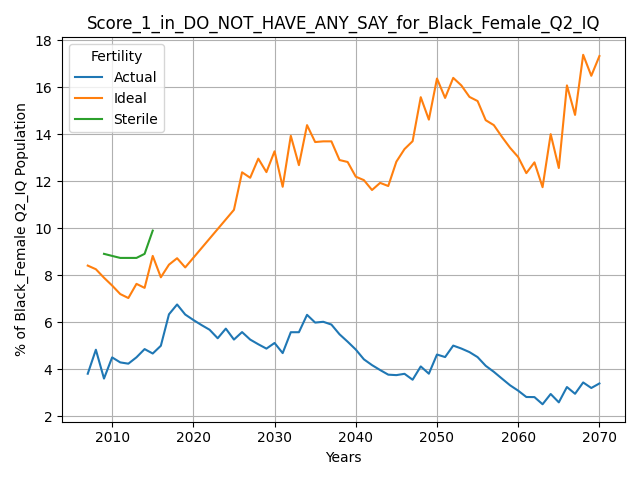 Score_1_in_DO_NOT_HAVE_ANY_SAY_for_Black_Female_Q2_IQ
Fertility
Actual
Ideal
Sterile
% of Black_Female Q2_IQ Population
18
16
14
12
10
8
6
4
2
2010 2020 2030 2040 2050 2060 2070
Years